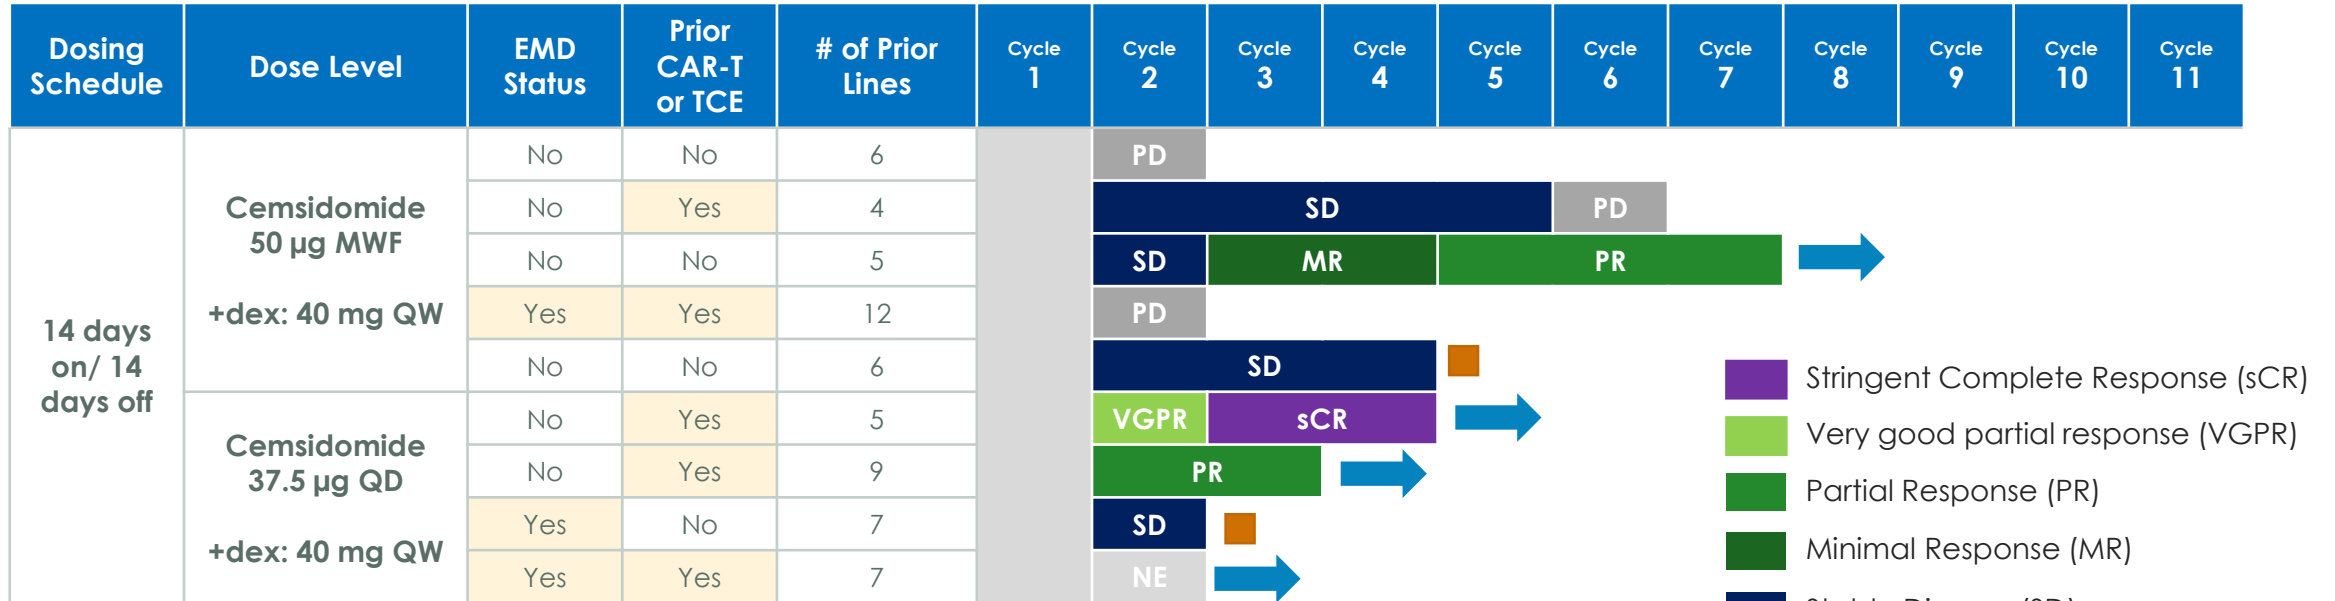 Dosing Schedule
Dose Level
EMD Status
Prior CAR-T or TCE
# of Prior Lines
Cycle 1
Cycle 2
Cycle 3
Cycle 4
Cycle 5
Cycle 6
Cycle 7
Cycle 8
Cycle 9
Cycle 10
Cycle 11
14 days
on/ 14
days off
Cemsidomide
50 µg MWF
+dex: 40 mg QW
No No 6 PD
No Yes 4 SD PD
No No 5 SD MR PR
Yes Yes 12 PD
No No 6 SD
Cemsidomide
37.5 µg QD
+dex: 40 mg QW
No Yes 5 VGPR sCR
No Yes 9 PR
Yes No 7 SD
Yes Yes 7 NE
Stringent Complete Response (sCR)
Very good partial response (VGPR)
Partial Response (PR)
Minimal Response (MR)